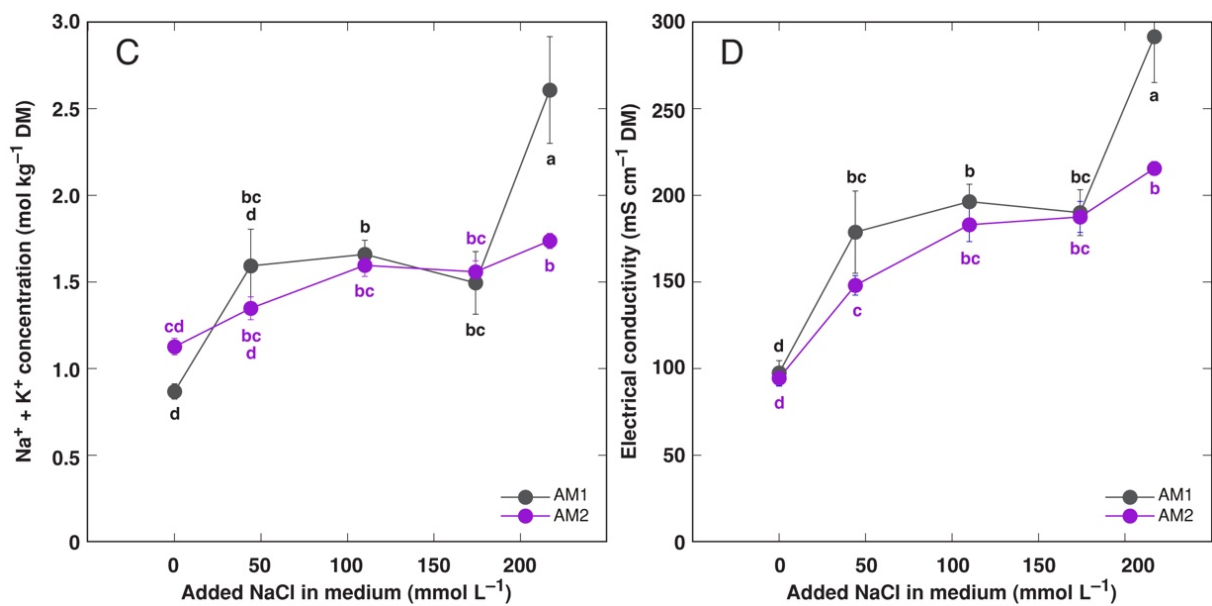 C
Na⁺ + K⁺ concentration (mol kg⁻¹ DM)
3.0
2.5
2.0
1.5
1.0
0.5
0
bc
d
b
bc
a
b
cd
bc
d
bc
bc
d
AM1
AM2
0 50 100 150 200
Added NaCl in medium (mmol L⁻¹)
D
Electrical conductivity (mS cm⁻¹ DM)
300
250
200
150
100
50
0
a
bc
b
bc
b
bc
bc
c
d
d
AM1
AM2
0 50 100 150 200
Added NaCl in medium (mmol L⁻¹)